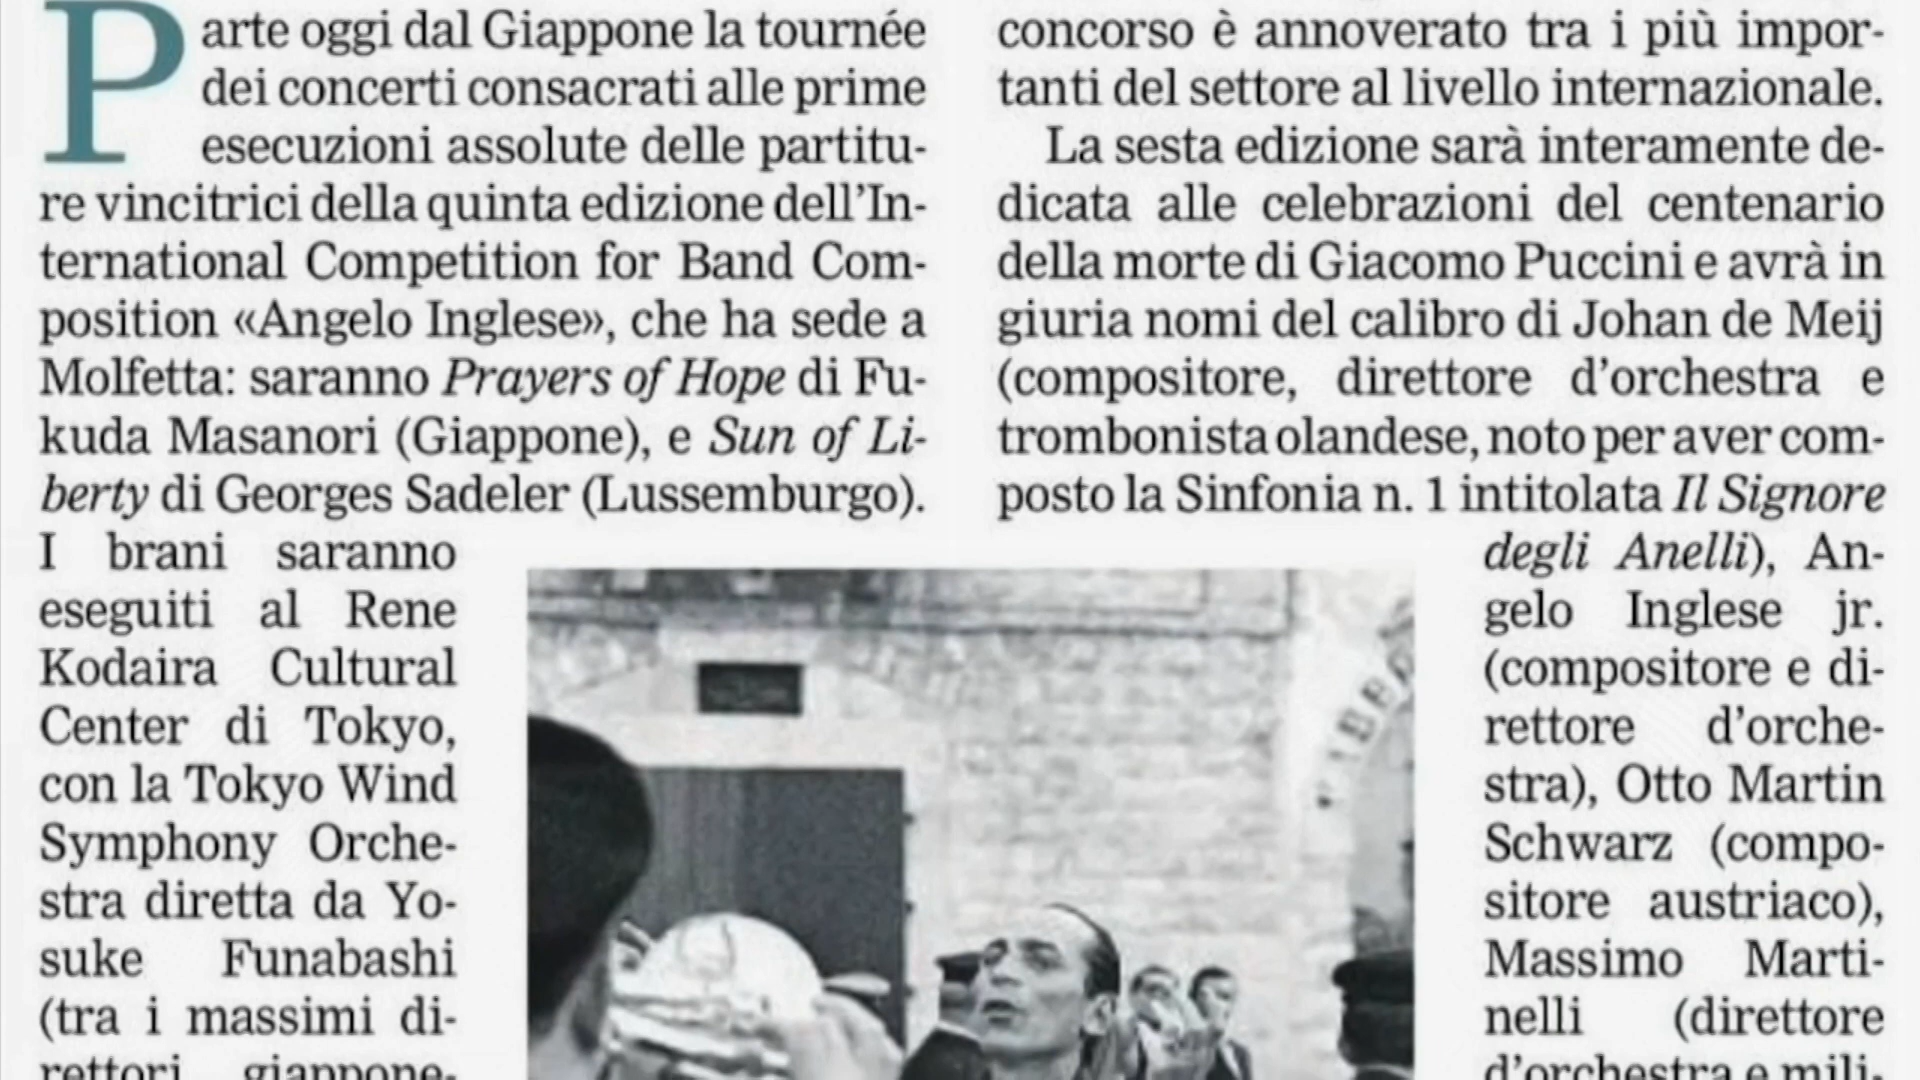 Parte oggi dal Giappone la tournée
dei concerti consacrati alle prime
esecuzioni assolute delle partitu-
re vincitrici della quinta edizione dell'In-
ternational Competition for Band Com-
position «Angelo Inglese», che ha sede a
Molfetta: saranno Prayers of Hope di Fu-
kuda Masanori (Giappone), e Sun of Li-
berty di Georges Sadeler (Lussemburgo).
I brani saranno
eseguiti al Rene
Kodaira Cultural
Center di Tokyo,
con la Tokyo Wind
Symphony Orche-
stra diretta da Yo-
suke Funabashi
(tra i massimi di-
rettori giappone-
concorso è annoverato tra i più impor-
tanti del settore al livello internazionale.
La sesta edizione sarà interamente de-
dicata alle celebrazioni del centenario
della morte di Giacomo Puccini e avrà in
giuria nomi del calibro di Johan de Meij
(compositore, direttore d'orchestra e
trombonista olandese, noto per aver com-
posto la Sinfonia n. 1 intitolata Il Signore
degli Anelli), An-
gelo Inglese jr.
(compositore e di-
rettore d'orche-
stra), Otto Martin
Schwarz (compo-
sitore austriaco),
Massimo Marti-
nelli (direttore
d'orchestra e mili-